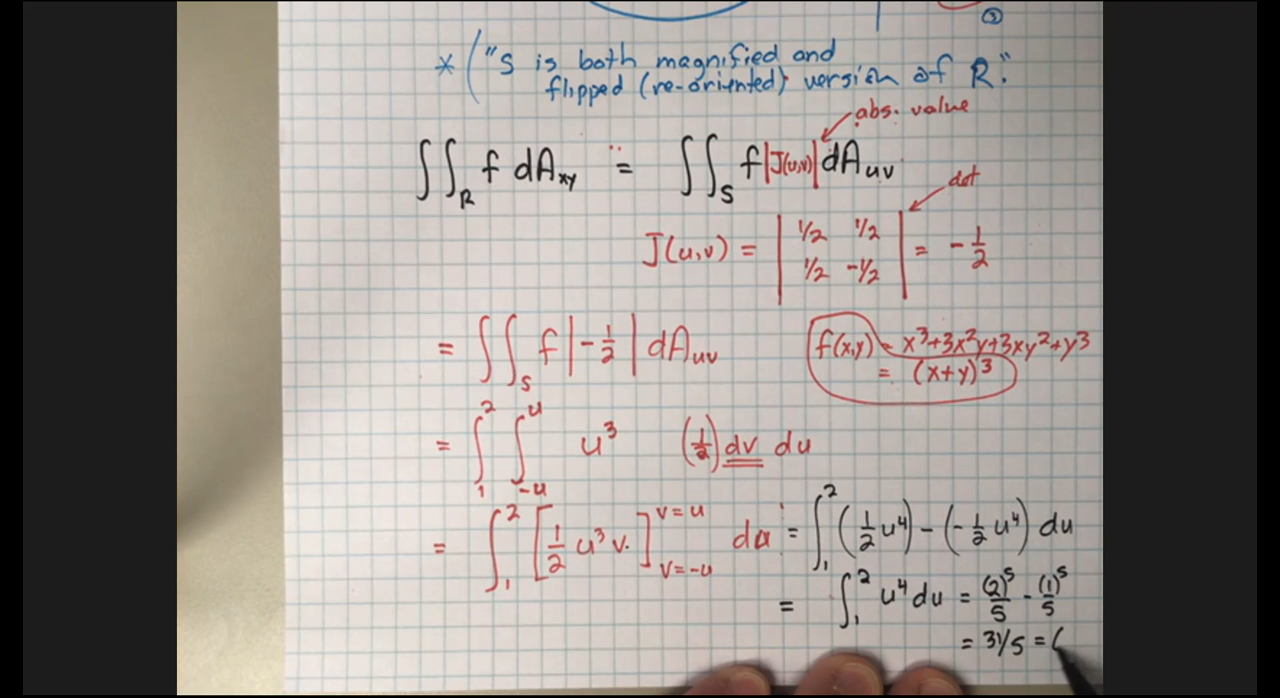 ③
* ("S is both magnified and
flipped (re-oriented) version of R."
abs. value
∬_R f dA_xy = ∬_S f |J(u,v)| dA_uv
det
J(u,v) = | 1/2 1/2 |
| 1/2 -1/2 | = - 1/2
= ∬_S f |-1/2| dA_uv
f(x,y) = x³+3x²y+3xy²+y³
= (x+y)³
= ∫_1^2 ∫_-u^u u³ (1/2) dv du
= ∫_1^2 [1/2 u³ v.]_{v=-u}^{v=u} du = ∫_1^2 (1/2 u⁴) - (-1/2 u⁴) du
= ∫_1^2 u⁴ du = (2)⁵/5 - (1)⁵/5
= 31/5 = (